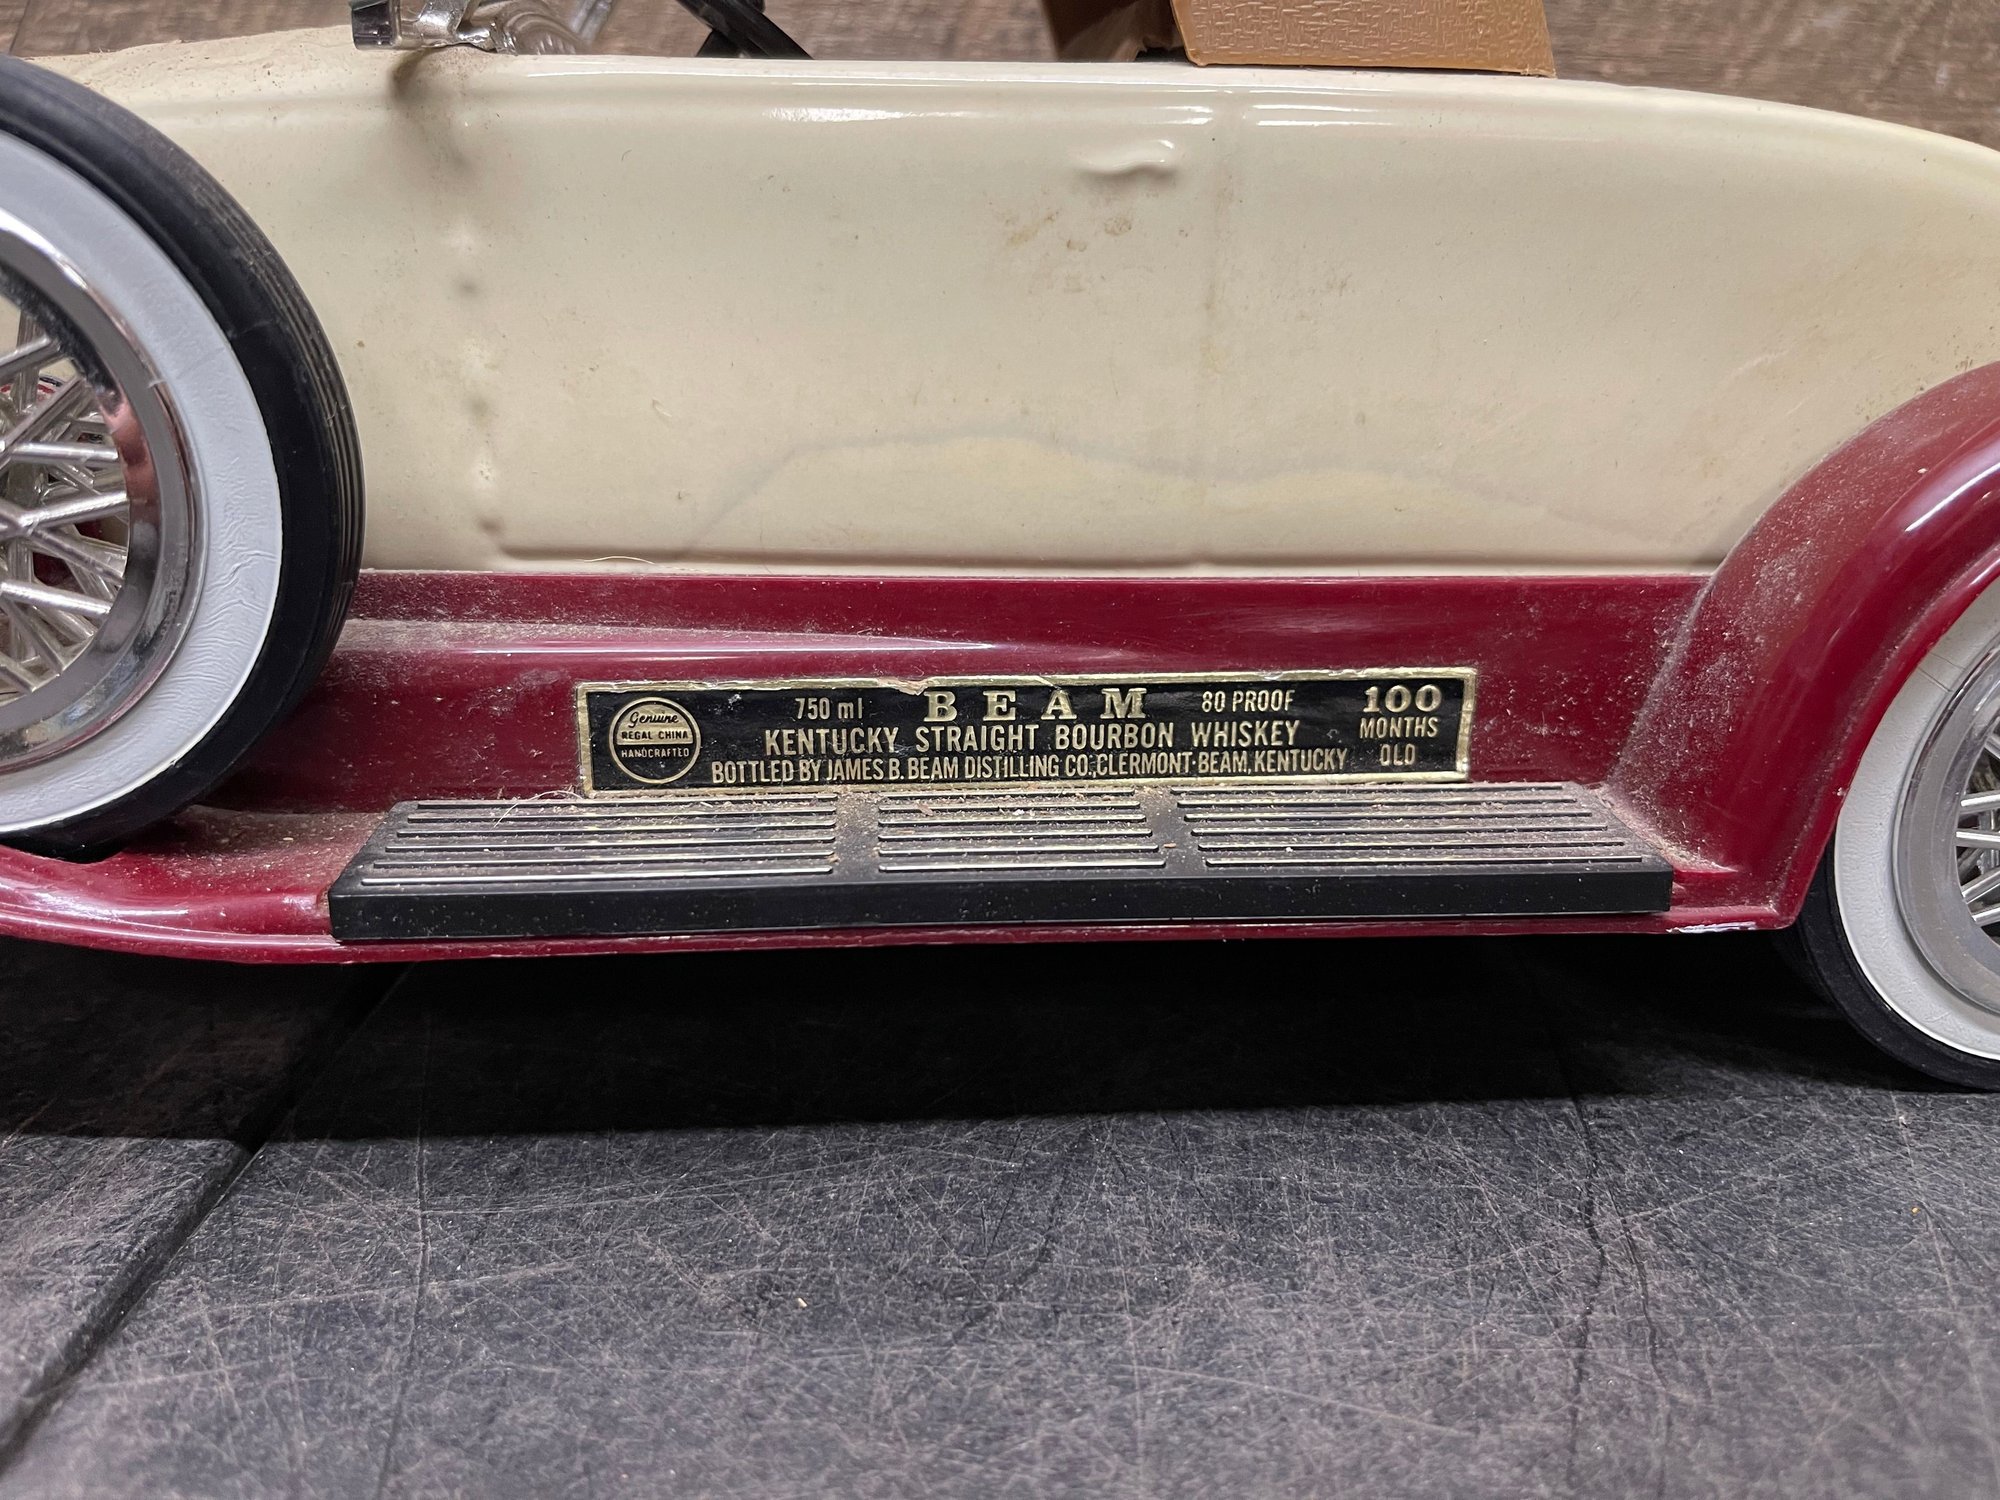 Genuine
REGAL CHINA
HANDCRAFTED
750 ml BEAM 80 PROOF
KENTUCKY STRAIGHT BOURBON WHISKEY
BOTTLED BY JAMES B. BEAM DISTILLING CO., CLERMONT-BEAM, KENTUCKY
100
MONTHS
OLD